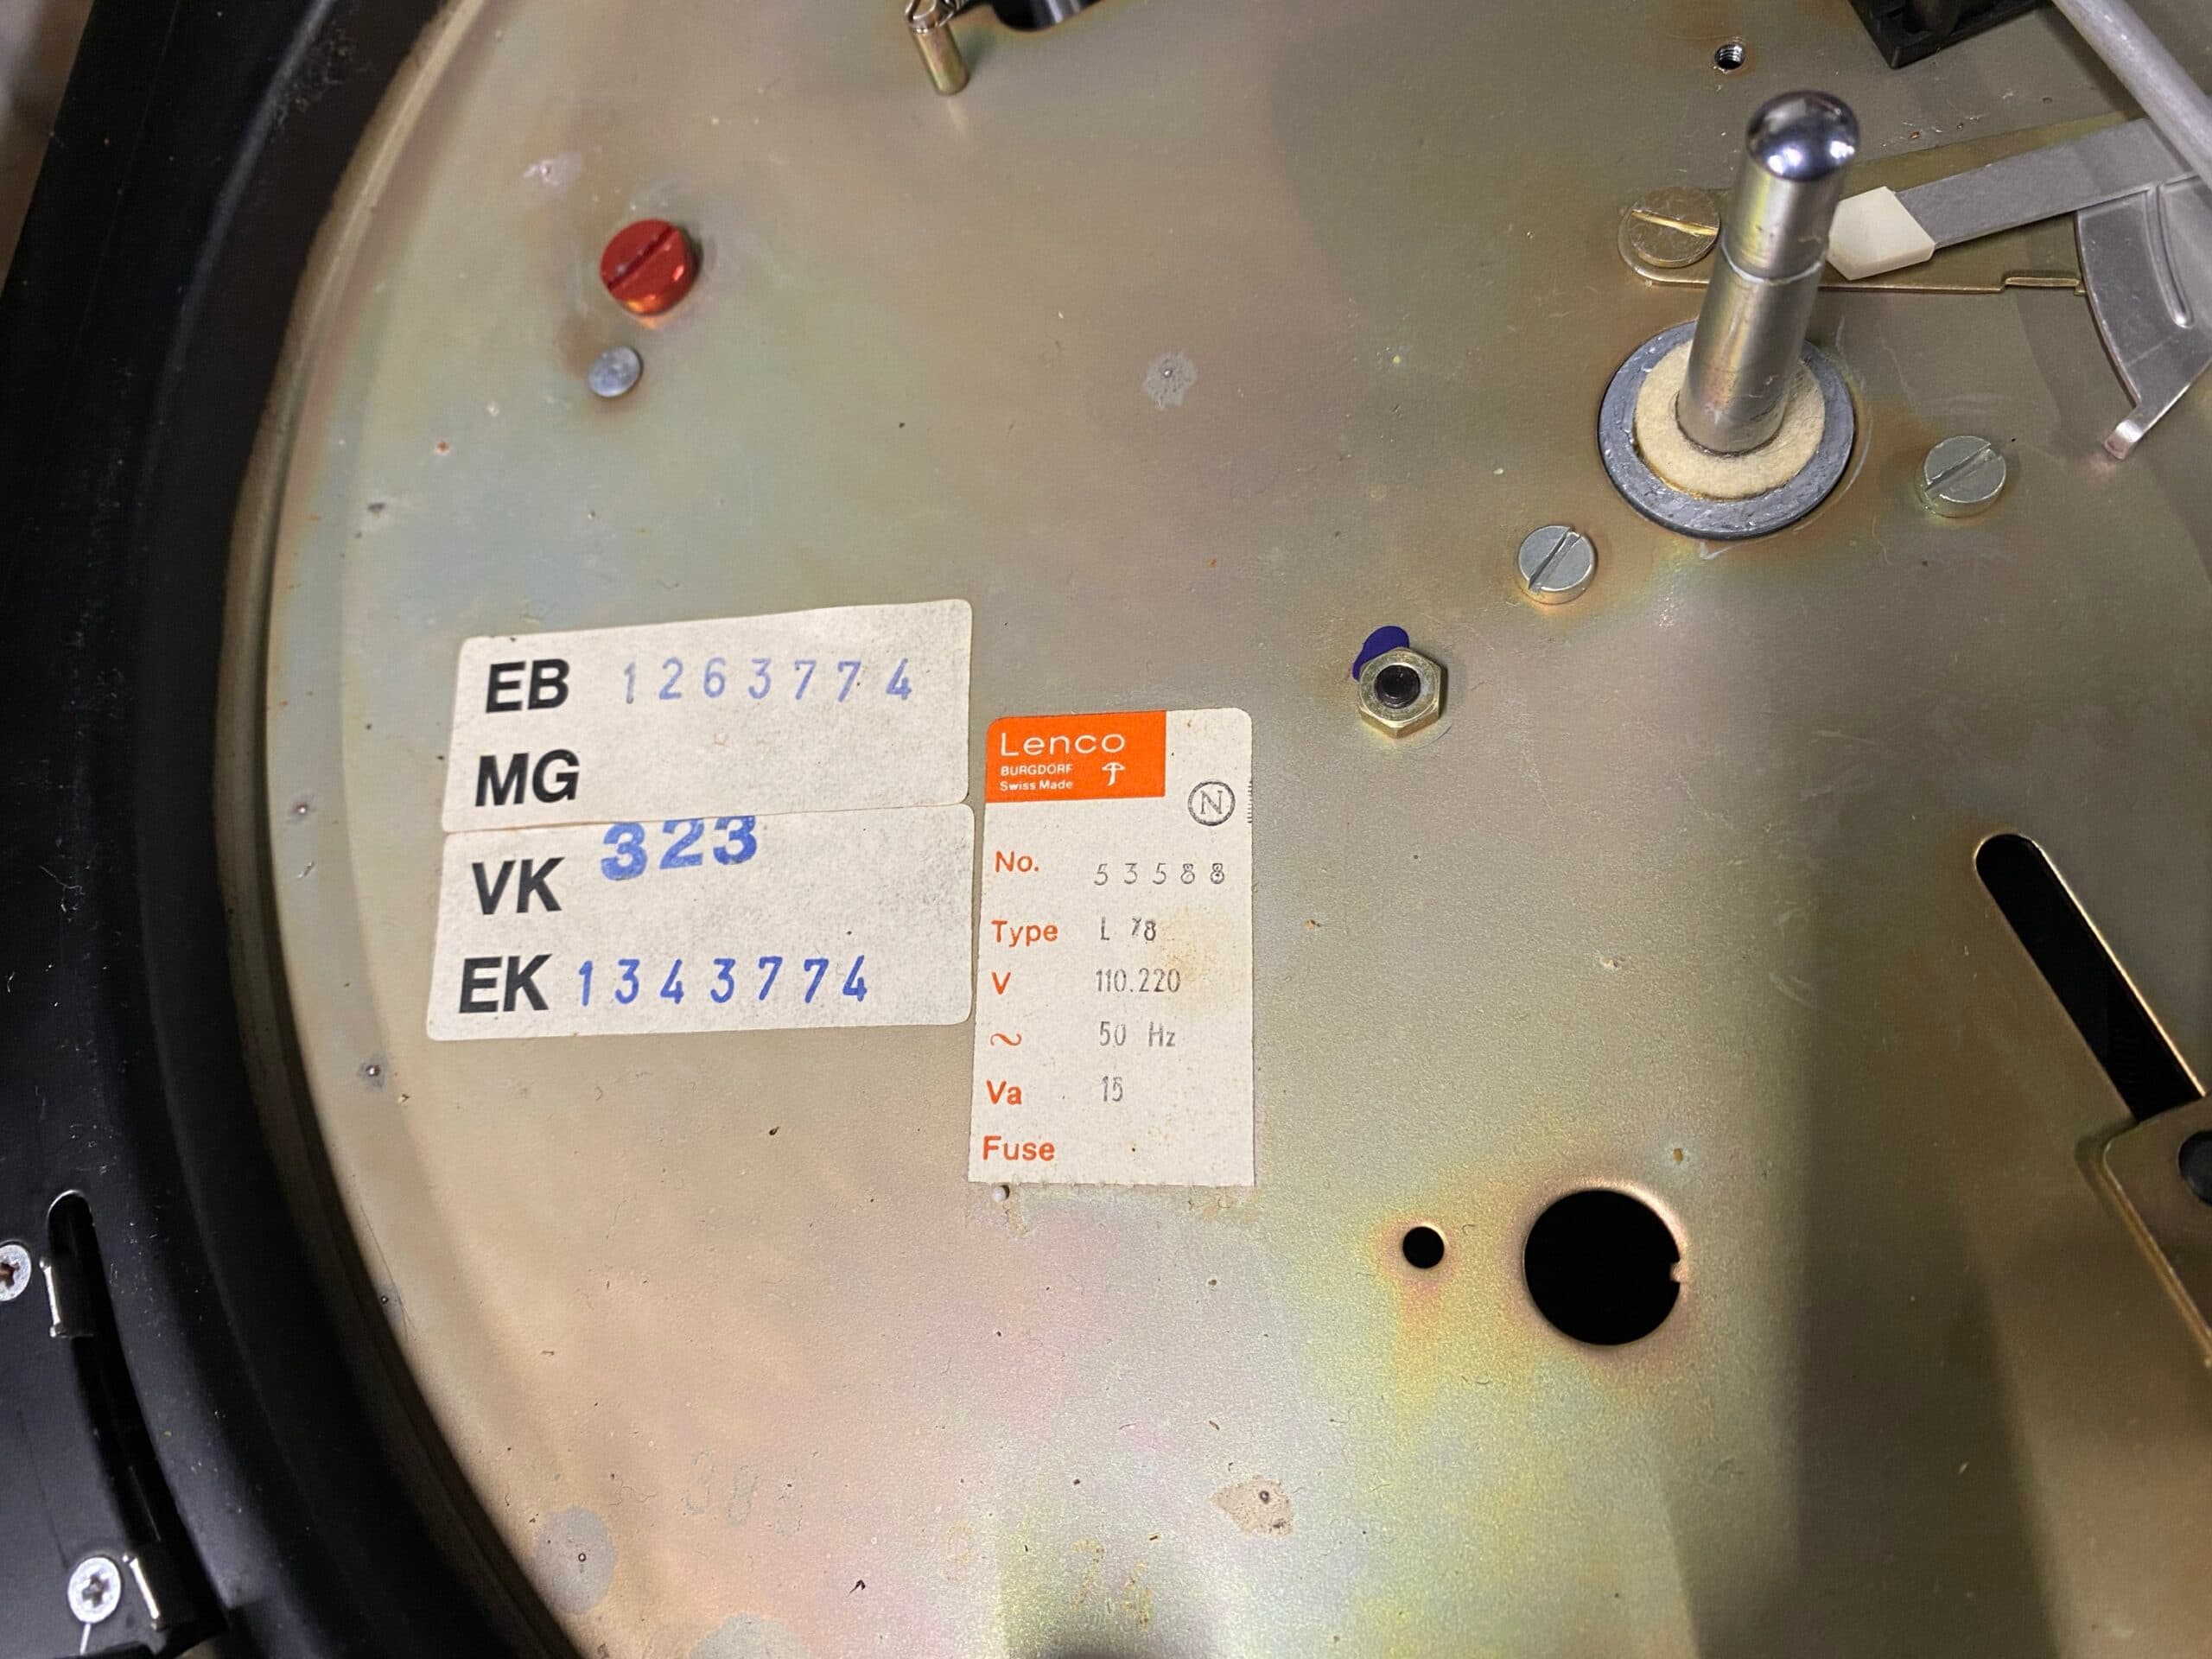 EB 1263774
MG
VK 323
EK 1343774
Lenco
BURGDORF
Swiss Made
N
No. 53588
Type L 78
V 110.220
~ 50 Hz
Va 15
Fuse